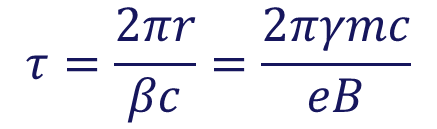 τ = 2πr / βc = 2πγmc / eB